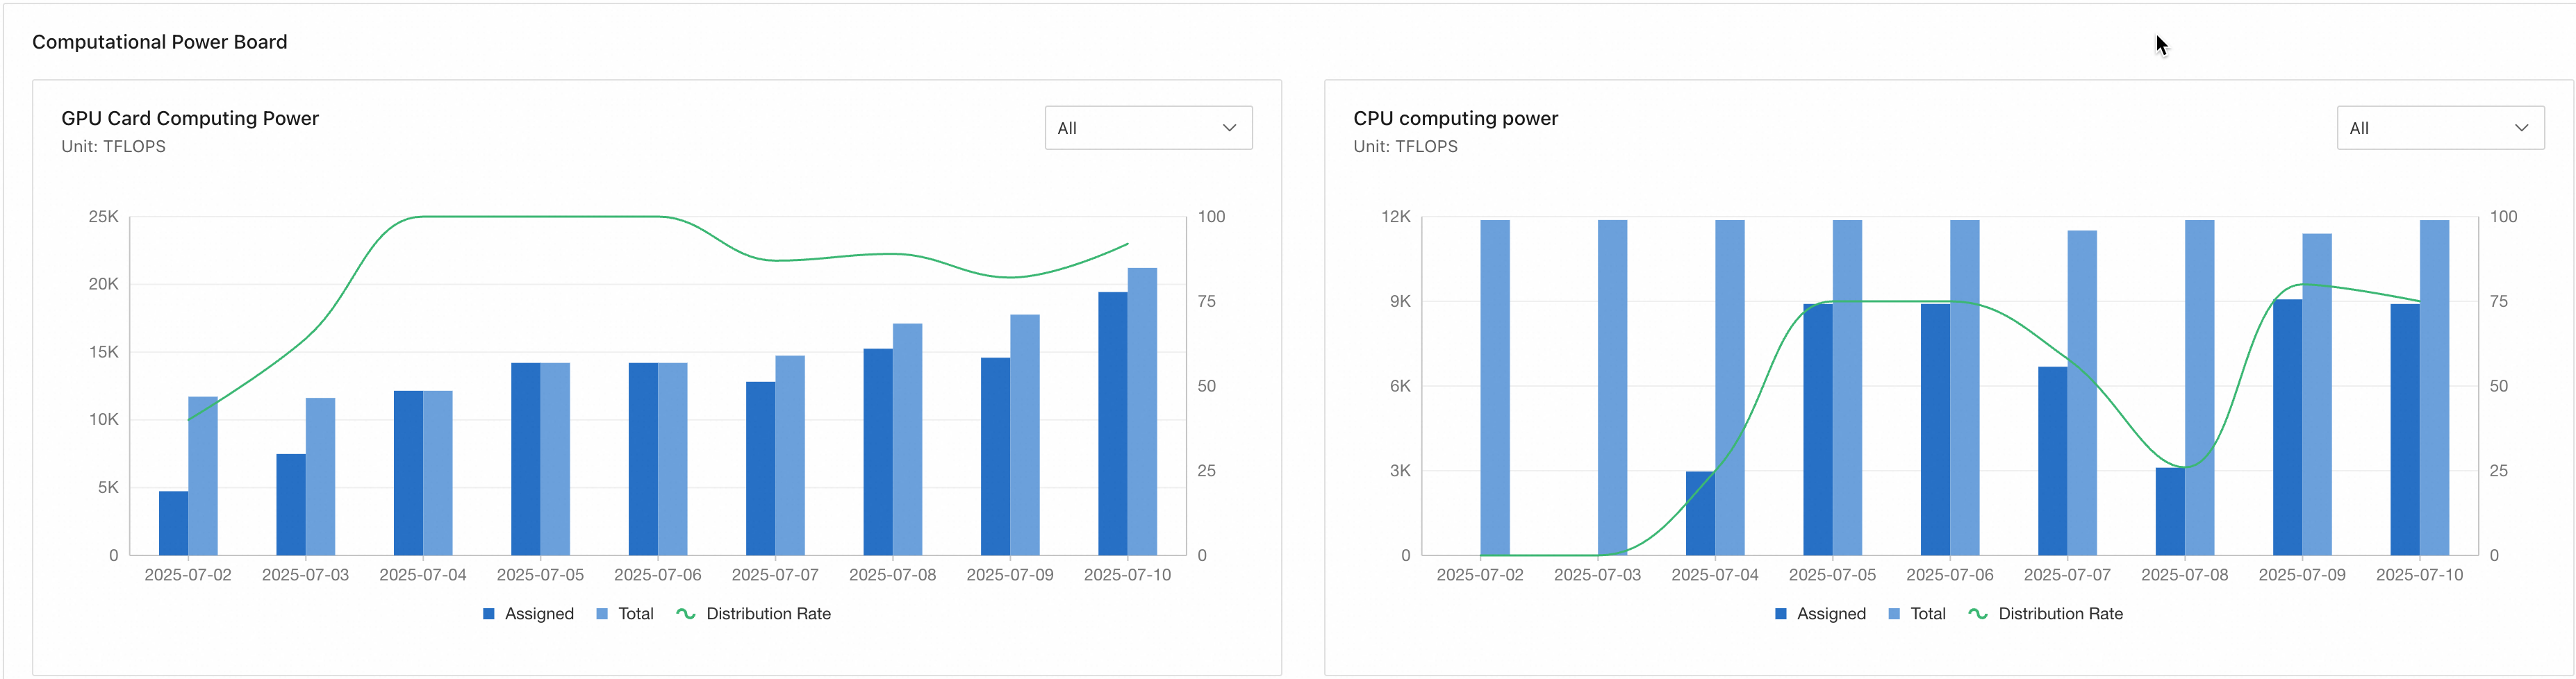 Computational Power Board
GPU Card Computing Power
Unit: TFLOPS
All
25K
20K
15K
10K
5K
0
100
75
50
25
0
2025-07-02 2025-07-03 2025-07-04 2025-07-05 2025-07-06 2025-07-07 2025-07-08 2025-07-09 2025-07-10
Assigned Total Distribution Rate
CPU computing power
Unit: TFLOPS
All
12K
9K
6K
3K
0
100
75
50
25
0
2025-07-02 2025-07-03 2025-07-04 2025-07-05 2025-07-06 2025-07-07 2025-07-08 2025-07-09 2025-07-10
Assigned Total Distribution Rate